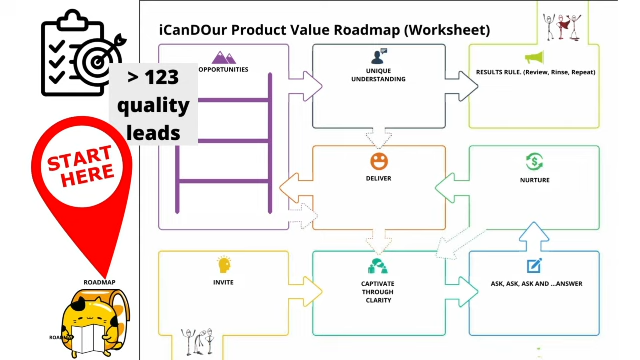 iCanDOur Product Value Roadmap (Worksheet)
> 123
quality
leads
START
HERE
ROADMAP
ROADMAP
OPPORTUNITIES
UNIQUE
UNDERSTANDING
RESULTS RULE. (Review, Rinse, Repeat)
DELIVER
NURTURE
INVITE
CAPTIVATE
THROUGH
CLARITY
ASK, ASK, ASK AND ...ANSWER